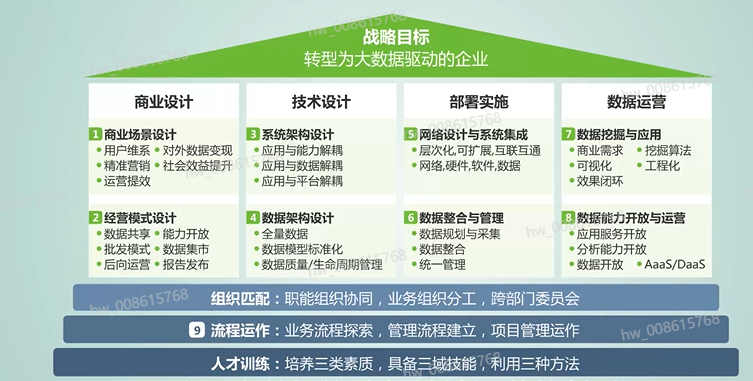 战略目标
转型为大数据驱动的企业
商业设计
技术设计
部署实施
数据运营
1 商业场景设计
• 用户维系 • 对外数据变现
• 精准营销 • 社会效益提升
• 运营提效
3 系统架构设计
• 应用与能力解耦
• 应用与数据解耦
• 应用与平台解耦
5 网络设计与系统集成
• 层次化,可扩展,互联互通
• 网络,硬件,软件,数据
7 数据挖掘与应用
• 商业需求 • 挖掘算法
• 可视化 • 工程化
• 效果闭环
2 经营模式设计
• 数据共享 • 能力开放
• 批发模式 • 数据集市
• 后向运营 • 报告发布
4 数据架构设计
• 全量数据
• 数据模型标准化
• 数据质量/生命周期管理
6 数据整合与管理
• 数据规划与采集
• 数据整合
• 统一管理
8 数据能力开放与运营
• 应用服务开放
• 分析能力开放
• 数据开放 • AaaS/DaaS
组织匹配：职能组织协同，业务组织分工，跨部门委员会
9 流程运作：业务流程探索，管理流程建立，项目管理运作
人才训练：培养三类素质，具备三域技能，利用三种方法
hw_008615768
hw_008615768
hw_008615768
hw_008615768
hw_008615768
hw_008615768
hw_008615768
hw_008615768
hw_008615768
hw_008615768